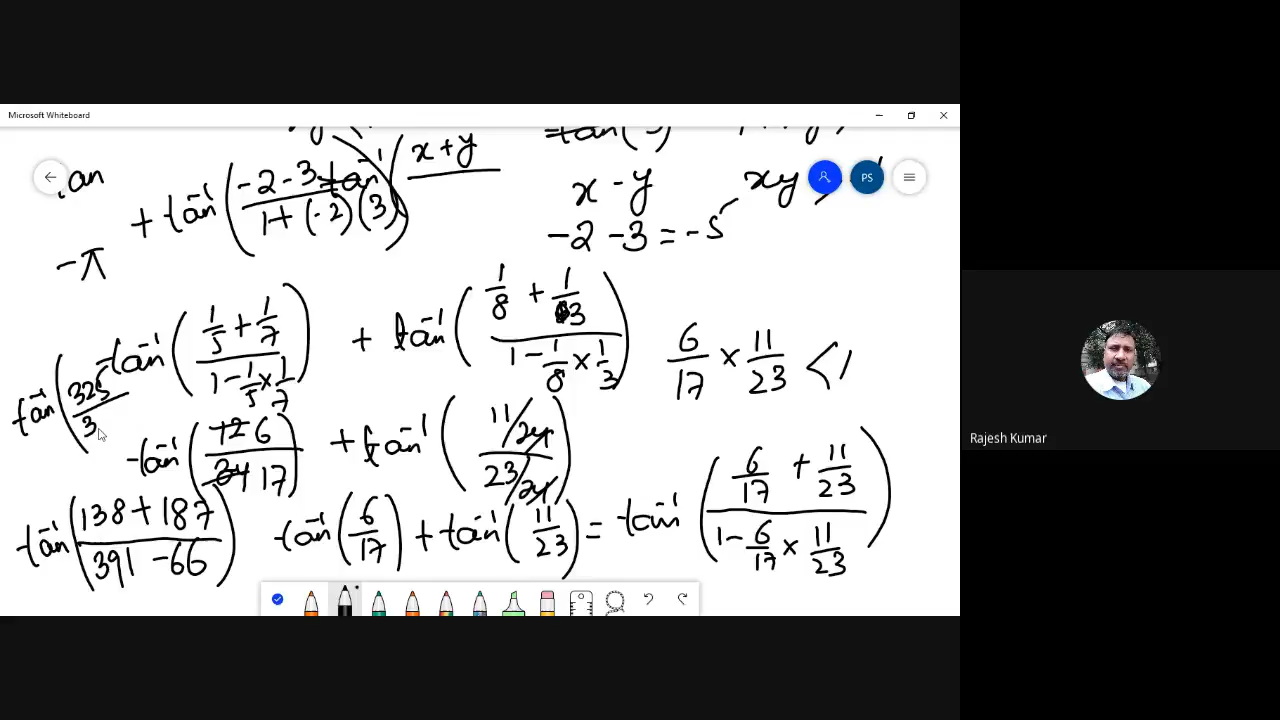 Microsoft Whiteboard
x + y
tan
+ tan⁻¹ (-2 - 3 / 1 + (-2)(3))
x - y
xy
-2 - 3 = -5
-π
tan⁻¹ (1/5 + 1/7 / 1 - 1/5 × 1/7) + tan⁻¹ (1/8 + 1/3 / 1 - 1/8 × 1/3)
6/17 × 11/23 < 1
tan⁻¹ (325 / 3
tan⁻¹ (12 6 / 34 17) + tan⁻¹ (11/24 / 23/24)
tan⁻¹ (138 + 187 / 391 - 66)
tan⁻¹ (6/17) + tan⁻¹ (11/23) = tan⁻¹ (6/17 + 11/23 / 1 - 6/17 × 11/23)
PS
Rajesh Kumar